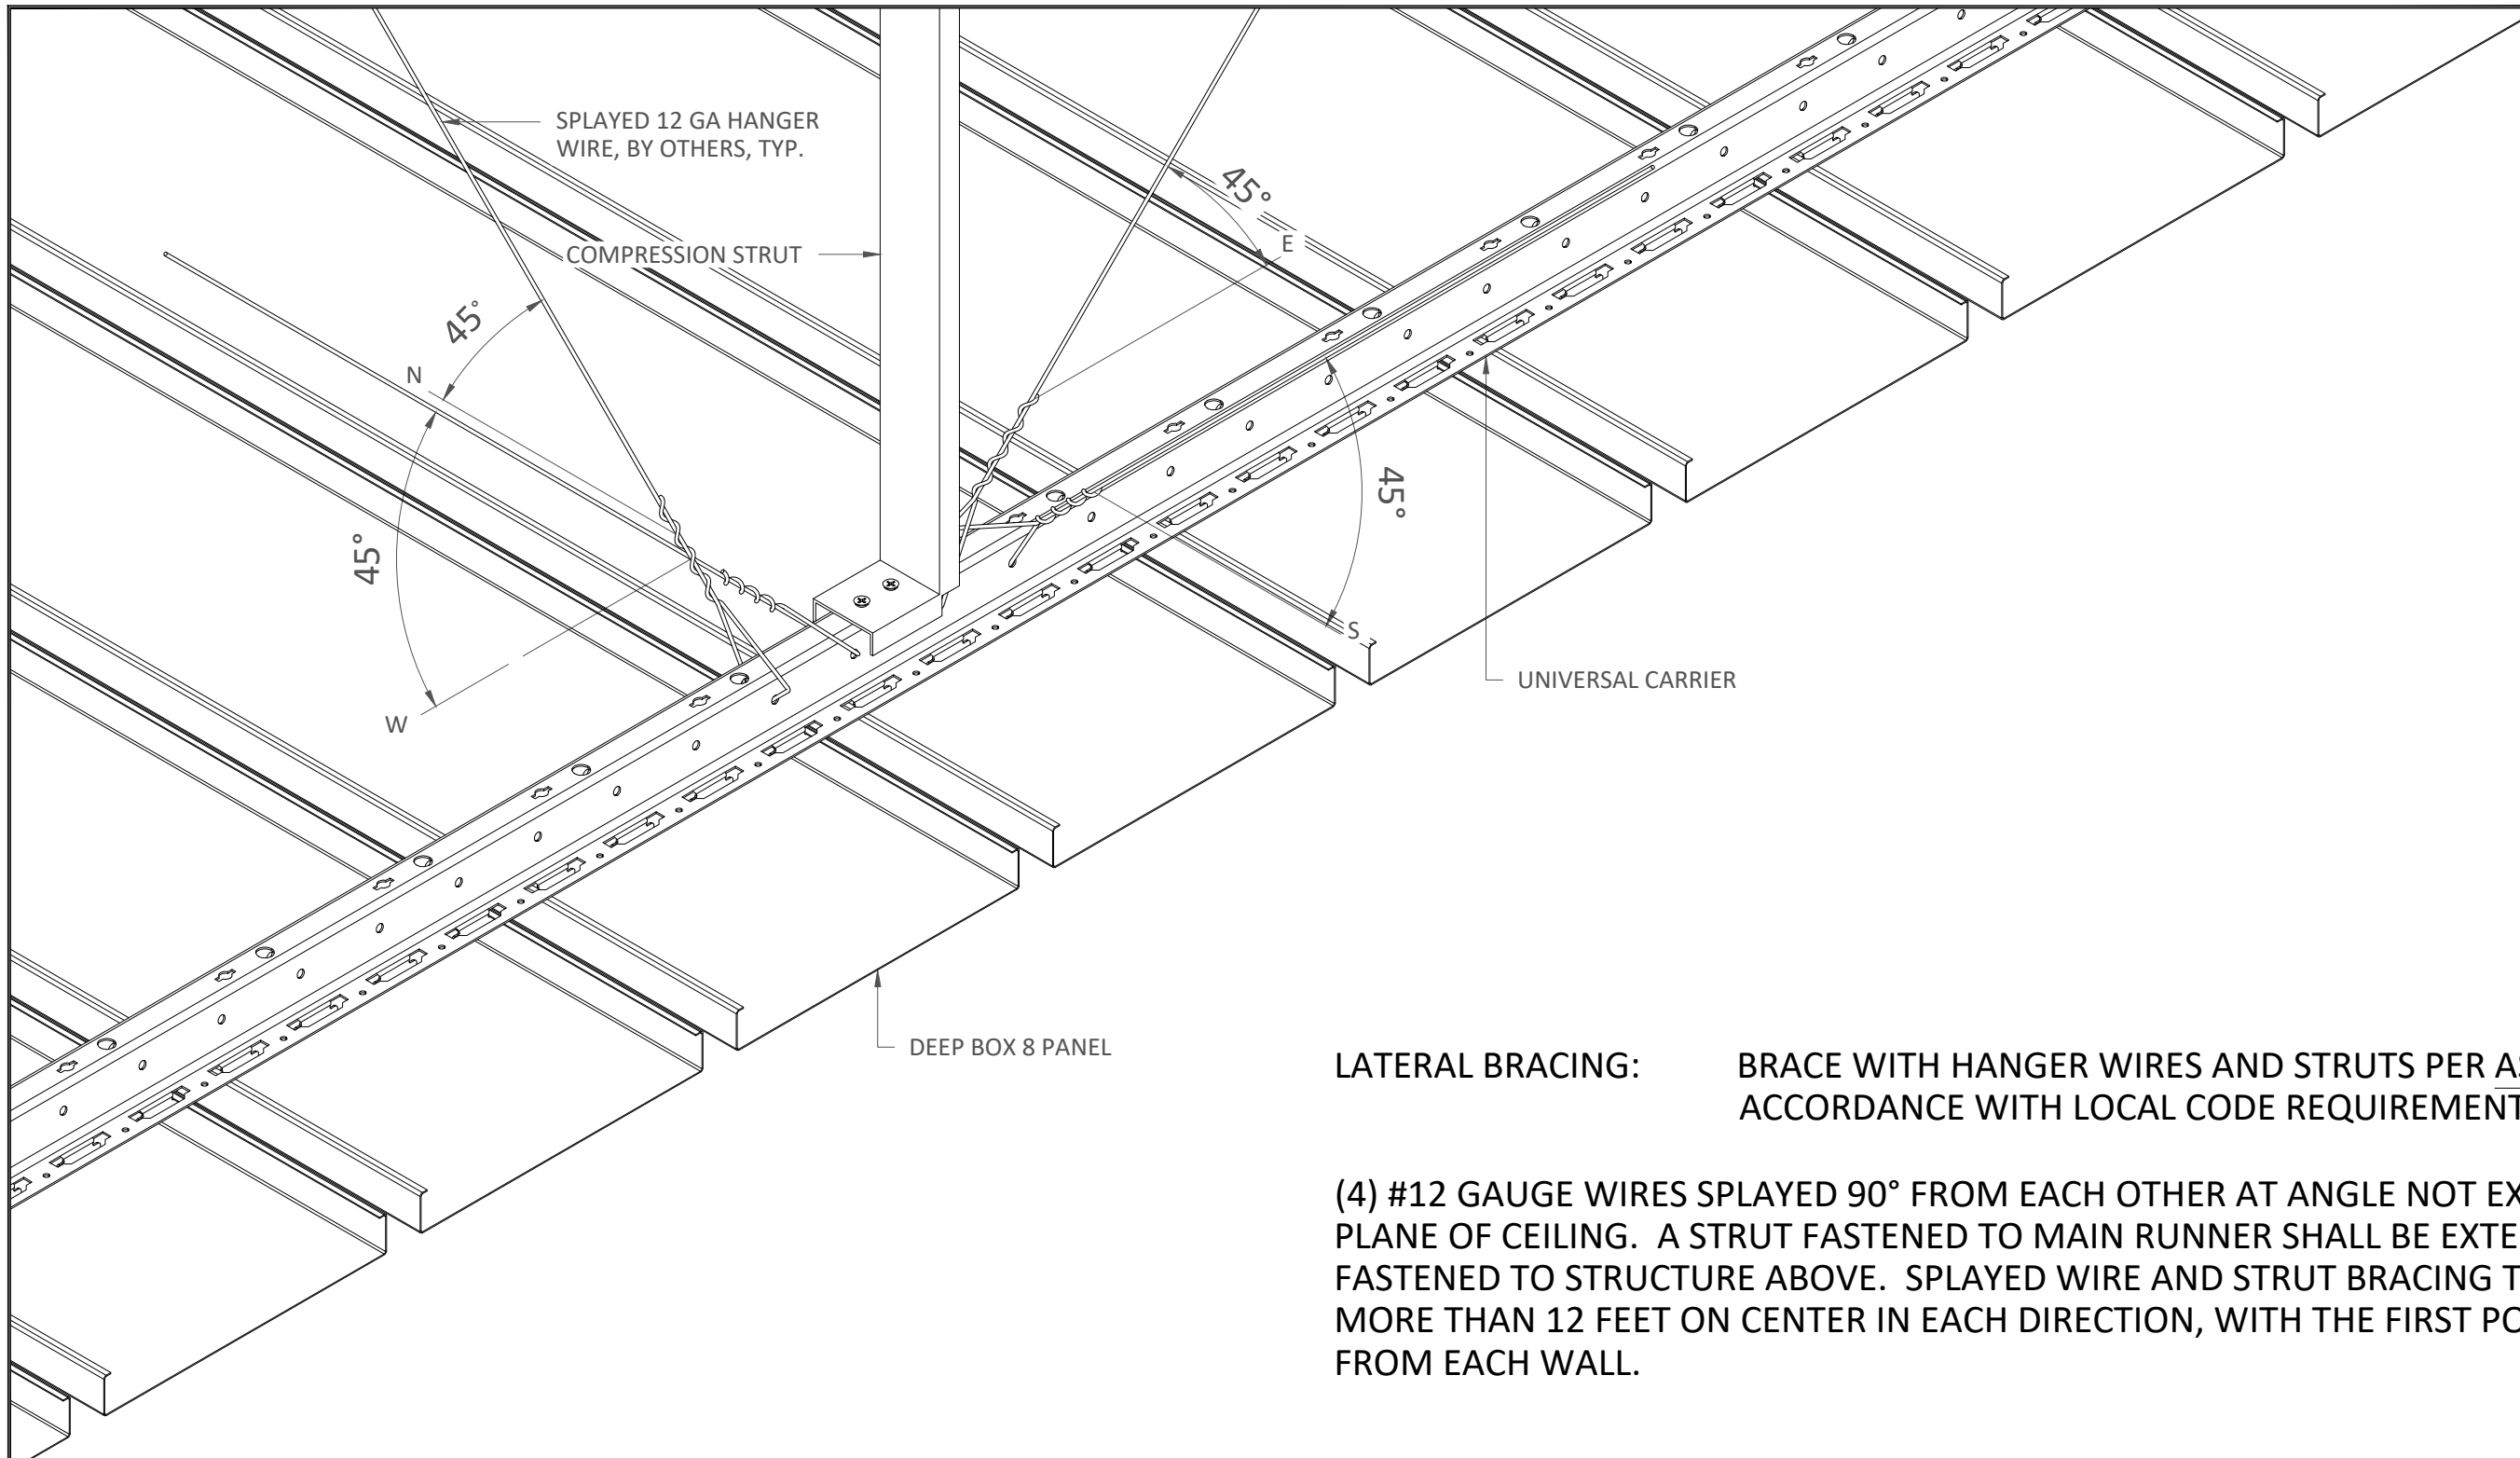 SPLAYED 12 GA HANGER
WIRE, BY OTHERS, TYP.
COMPRESSION STRUT
45°
E
45°
N
45°
45°
S
W
UNIVERSAL CARRIER
DEEP BOX 8 PANEL
LATERAL BRACING: BRACE WITH HANGER WIRES AND STRUTS PER
ACCORDANCE WITH LOCAL CODE
(4) #12 GAUGE WIRES SPLAYED 90° FROM EACH OTHER AT ANGLE NOT
PLANE OF CEILING. A STRUT FASTENED TO MAIN RUNNER SHALL BE
FASTENED TO STRUCTURE ABOVE. SPLAYED WIRE AND STRUT BRACING
MORE THAN 12 FEET ON CENTER IN EACH DIRECTION, WITH THE FIRST
FROM EACH WALL.